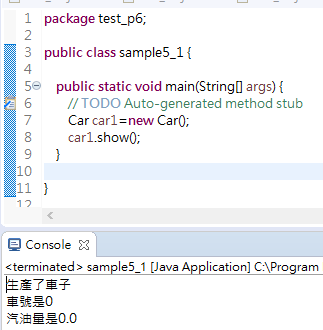 1 package test_p6;
2
3 public class sample5_1 {
4
5 public static void main(String[] args) {
6 // TODO Auto-generated method stub
7 Car car1=new Car();
8 car1.show();
9 }
10
11 }
12
Console
<terminated> sample5_1 [Java Application] C:\Program
生產了車子
車號是0
汽油量是0.0